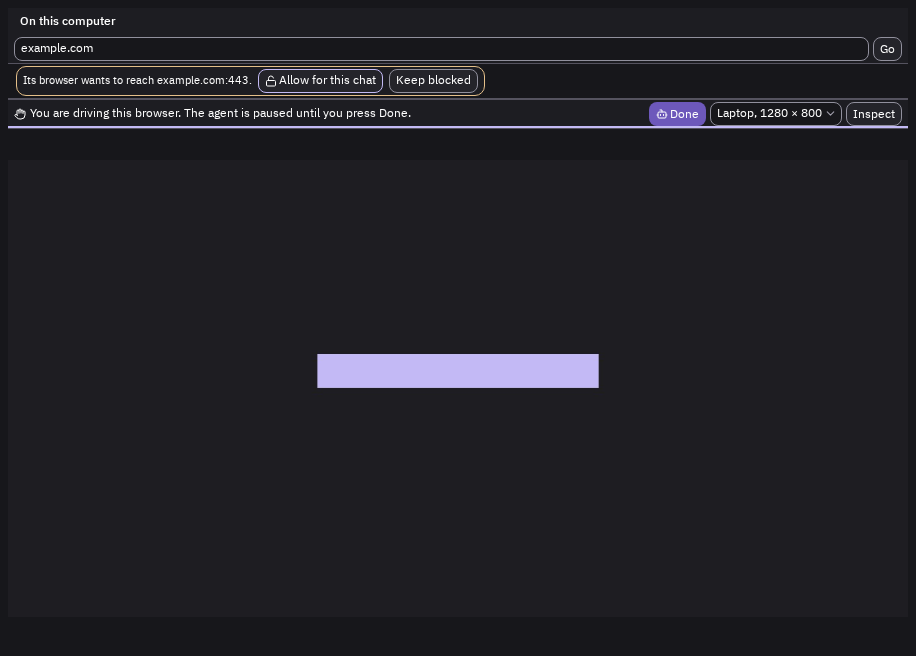 On this computer
example.com
Go
Its browser wants to reach example.com:443.
Allow for this chat
Keep blocked
You are driving this browser. The agent is paused until you press Done.
Done
Laptop, 1280 × 800
Inspect